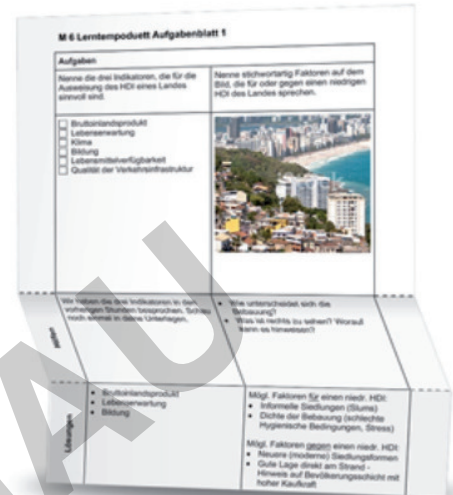 M 6 Lerntempoduett Aufgabenblatt 1
Aufgaben
Nenne die drei Indikatoren, die für die
Ausweisung des HDI eines Landes
sinnvoll sind.
Nenne stichwortartig Faktoren auf dem
Bild, die für oder gegen einen niedrigen
HDI des Landes sprechen.
Bruttoinlandsprodukt
Lebenserwartung
Klima
Bildung
Lebensmittelverfügbarkeit
Qualität der Verkehrsinfrastruktur
Hilfen
Wir haben die drei Indikatoren in den
vorherigen Stunden besprochen. Schau
noch einmal in deine Unterlagen.
• Wie unterscheidet sich die
Bebauung?
• Was ist rechts zu sehen? Worauf
kann es hinweisen?
Lösungen
• Bruttoinlandsprodukt
• Lebenserwartung
• Bildung
Mögl. Faktoren für einen niedr. HDI:
• Informelle Siedlungen (Slums)
• Dichte der Bebauung (schlechte
Hygienische Bedingungen, Stress)
Mögl. Faktoren gegen einen niedr. HDI:
• Neuere (moderne) Siedlungsformen
• Gute Lage direkt am Strand -
Hinweis auf Bevölkerungsschicht mit
hoher Kaufkraft
AU